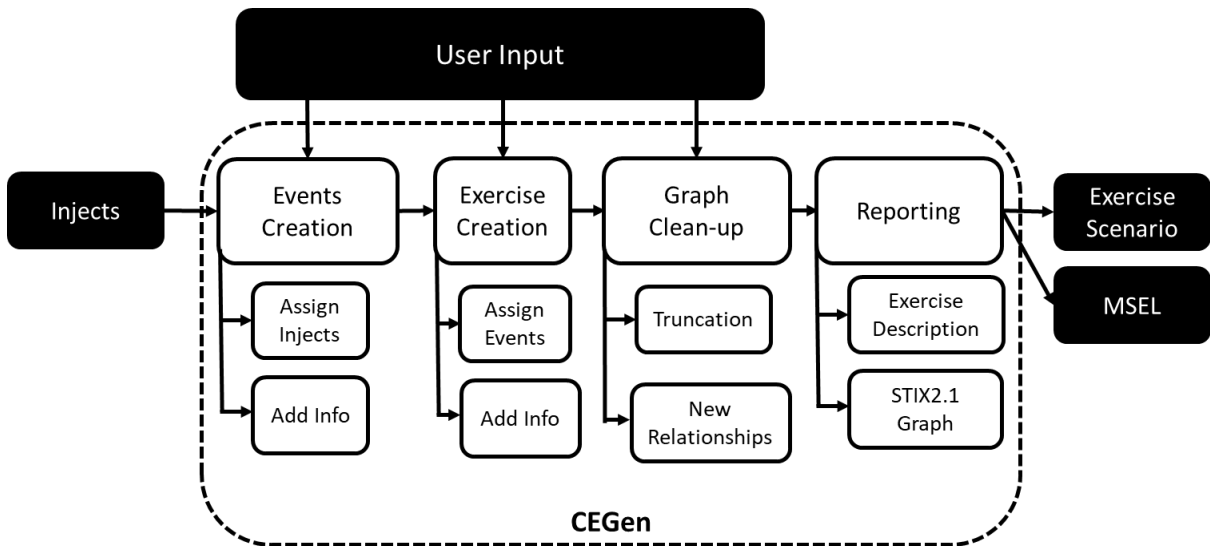 User Input
Injects
Events
Creation
Exercise
Creation
Graph
Clean-up
Reporting
Exercise
Scenario
MSEL
Assign
Injects
Add Info
Assign
Events
Add Info
Truncation
New
Relationships
Exercise
Description
STIX2.1
Graph
CEGen